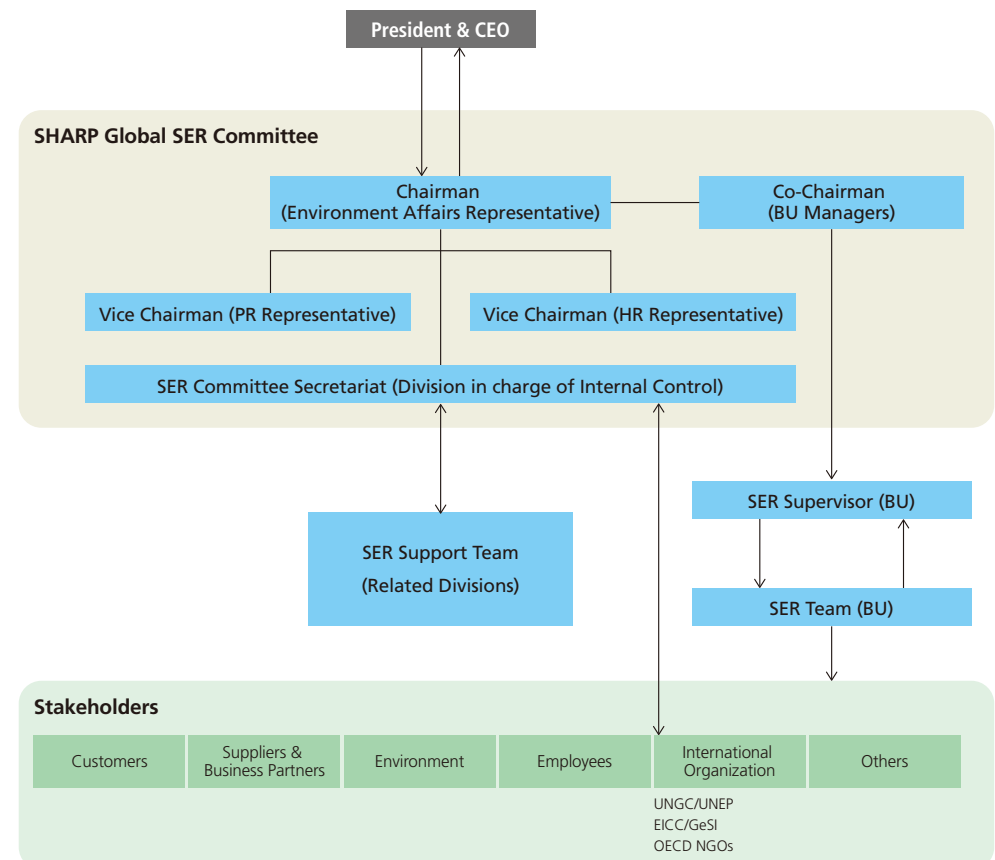 President & CEO
SHARP Global SER Committee
Chairman
(Environment Affairs Representative)
Co-Chairman
(BU Managers)
Vice Chairman (PR Representative)
Vice Chairman (HR Representative)
SER Committee Secretariat (Division in charge of Internal Control)
SER Support Team
(Related Divisions)
SER Supervisor (BU)
SER Team (BU)
Stakeholders
Customers
Suppliers &
Business Partners
Environment
Employees
International
Organization
Others
UNGC/UNEP
EICC/GeSI
OECD NGOs